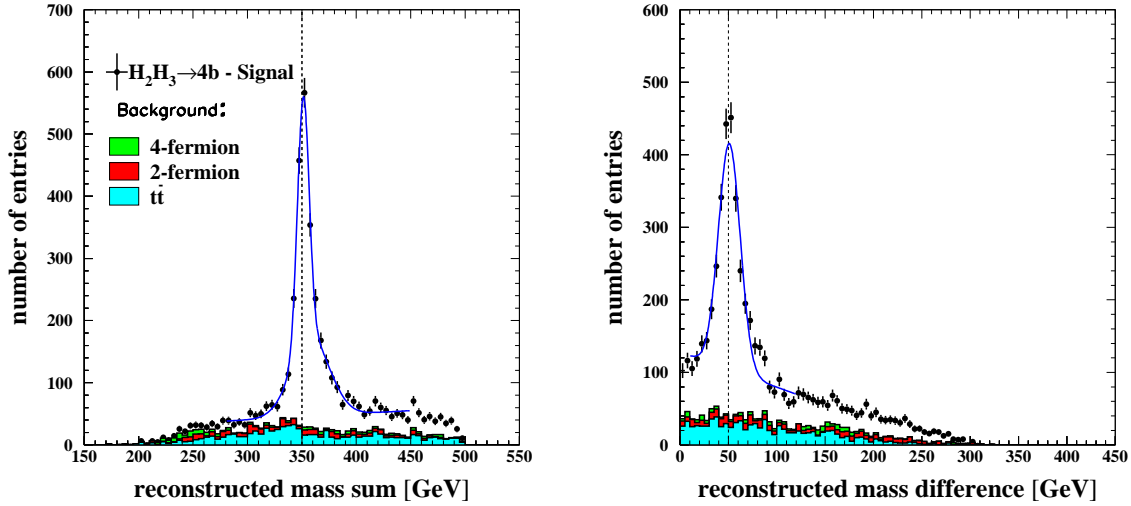 700
600
500
400
300
200
100
0
number of entries
H₂H₃→4b - Signal
Background:
4-fermion
2-fermion
tt̄
150 200 250 300 350 400 450 500 550
reconstructed mass sum [GeV]
600
500
400
300
200
100
0
number of entries
0 50 100 150 200 250 300 350 400 450
reconstructed mass difference [GeV]